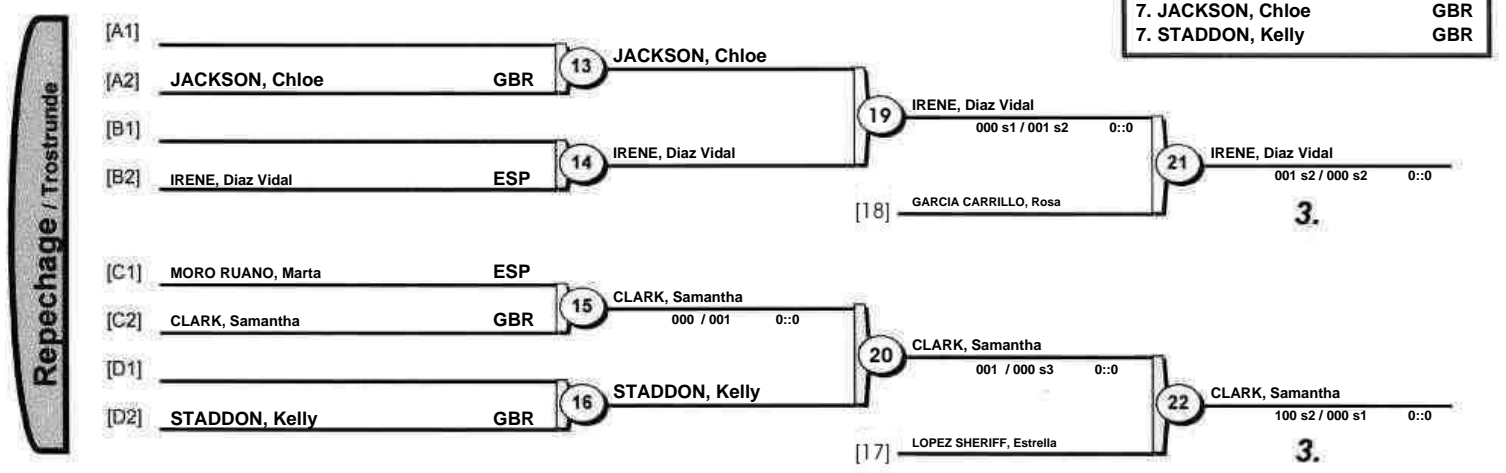 7. JACKSON, Chloe GBR
7. STADDON, Kelly GBR
Repechage / Trostrunde
[A1]
[A2] JACKSON, Chloe GBR
13 JACKSON, Chloe
[B1]
[B2] IRENE, Diaz Vidal ESP
14 IRENE, Diaz Vidal
19 IRENE, Diaz Vidal
000 s1 / 001 s2 0::0
[18] GARCIA CARRILLO, Rosa
21 IRENE, Diaz Vidal
001 s2 / 000 s2 0::0
3.
[C1] MORO RUANO, Marta ESP
[C2] CLARK, Samantha GBR
15 CLARK, Samantha
000 / 001 0::0
[D1]
[D2] STADDON, Kelly GBR
16 STADDON, Kelly
20 CLARK, Samantha
001 / 000 s3 0::0
[17] LOPEZ SHERIFF, Estrella
22 CLARK, Samantha
100 s2 / 000 s1 0::0
3.